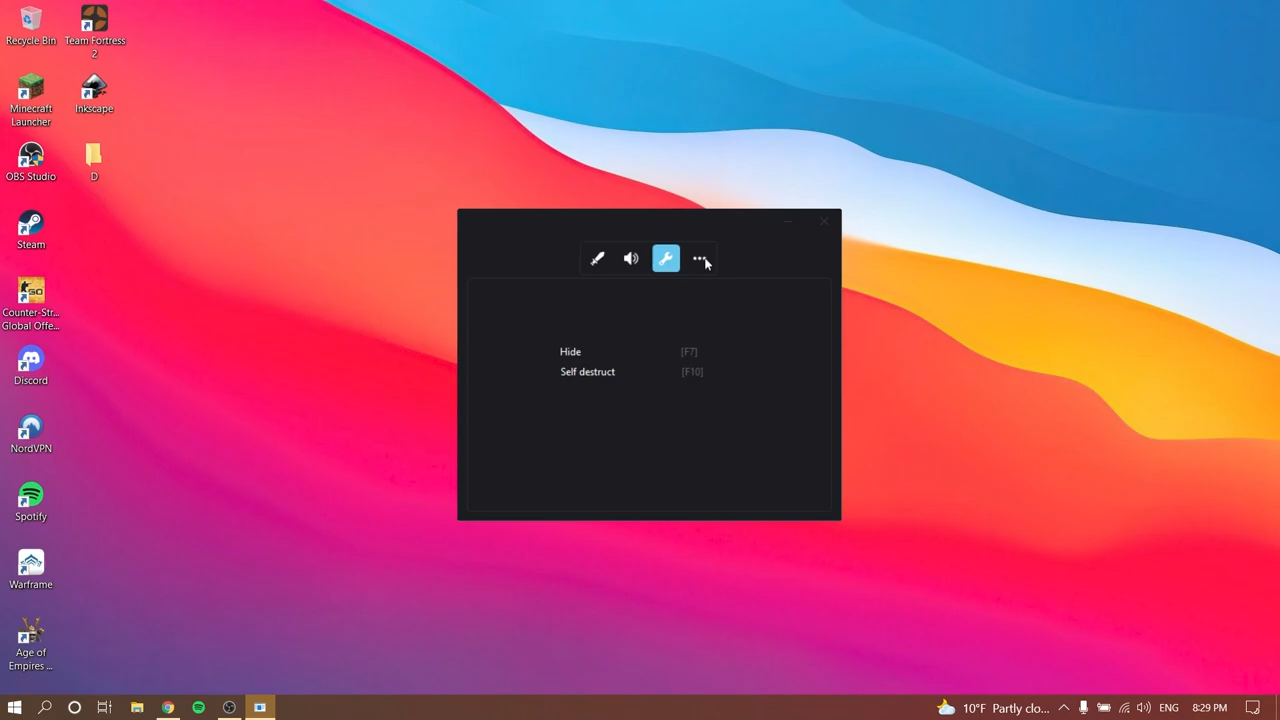 Recycle Bin
Team Fortress
2
Minecraft
Launcher
Inkscape
OBS Studio
D
Steam
Counter-Str...
Global Offe...
Discord
NordVPN
Spotify
Warframe
Age of
Empires ...
Hide [F7]
Self destruct [F10]
10°F Partly clo... ENG 8:29 PM